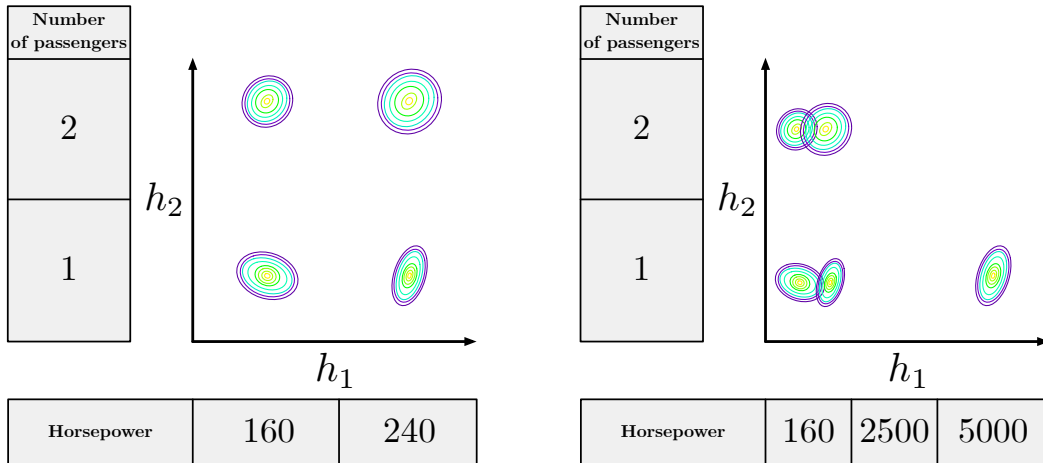 Number
of passengers
2
1
h₂
h₁
Horsepower 160 240
Number
of passengers
2
1
h₂
h₁
Horsepower 160 2500 5000